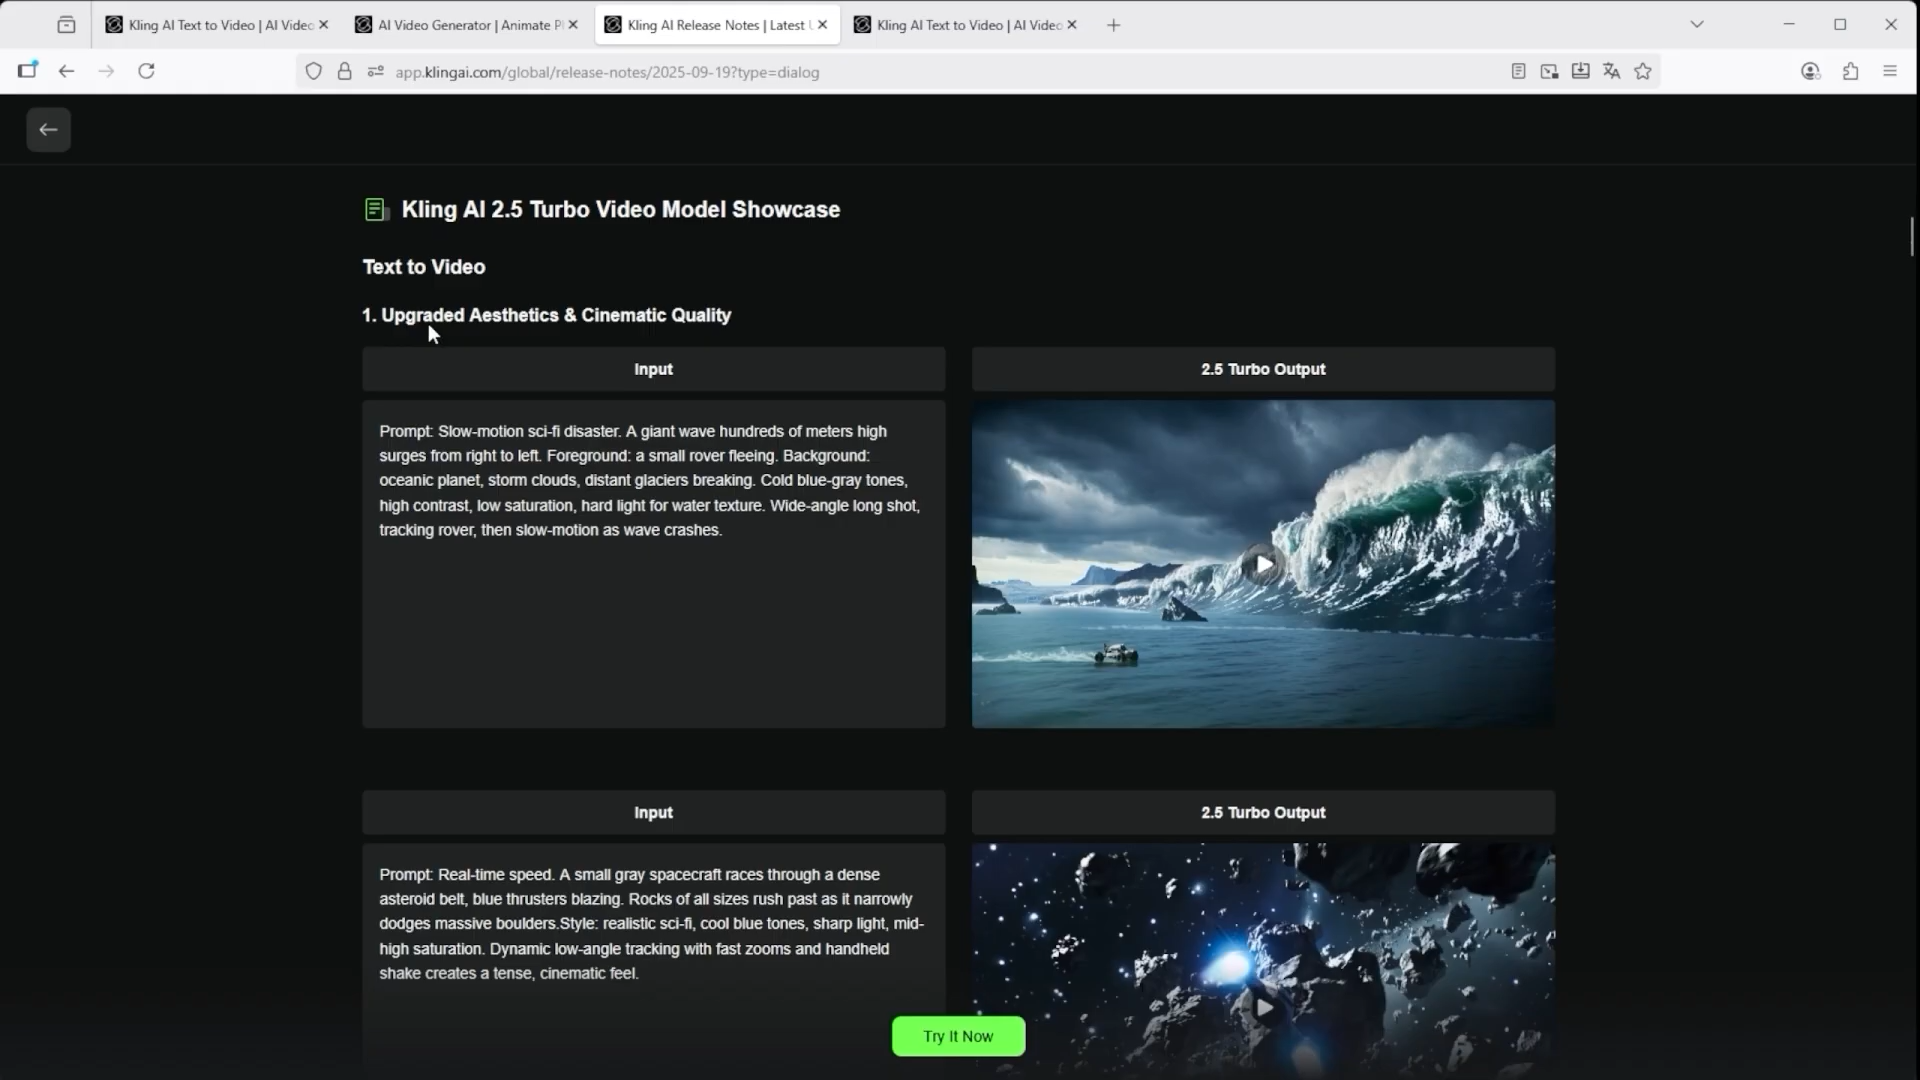 Kling AI Text to Video | AI Video
AI Video Generator | Animate P
Kling AI Release Notes | Latest
Kling AI Text to Video | AI Video
app.klingai.com/global/release-notes/2025-09-19?type=dialog
Kling AI 2.5 Turbo Video Model Showcase
Text to Video
1. Upgraded Aesthetics & Cinematic Quality
Input
2.5 Turbo Output
Prompt: Slow-motion sci-fi disaster. A giant wave hundreds of meters high
surges from right to left. Foreground: a small rover fleeing. Background:
oceanic planet, storm clouds, distant glaciers breaking. Cold blue-gray tones,
high contrast, low saturation, hard light for water texture. Wide-angle long shot,
tracking rover, then slow-motion as wave crashes.
Input
2.5 Turbo Output
Prompt: Real-time speed. A small gray spacecraft races through a dense
asteroid belt, blue thrusters blazing. Rocks of all sizes rush past as it narrowly
dodges massive boulders.Style: realistic sci-fi, cool blue tones, sharp light, mid-
high saturation. Dynamic low-angle tracking with fast zooms and handheld
shake creates a tense, cinematic feel.
Try It Now